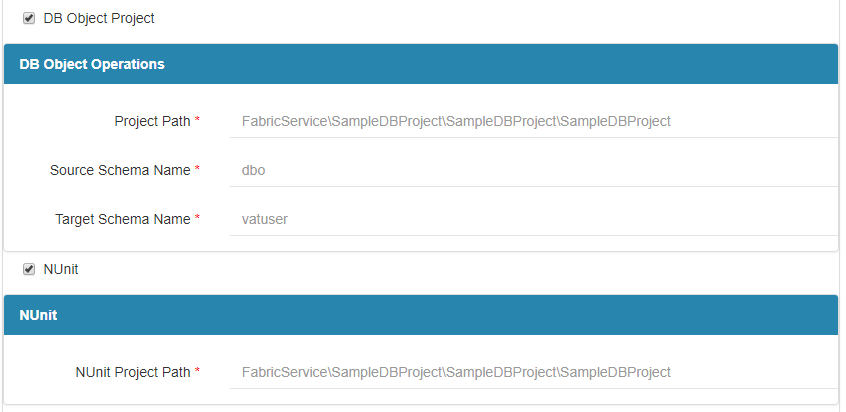 DB Object Project
DB Object Operations
Project Path * FabricService\SampleDBProject\SampleDBProject\SampleDBProject
Source Schema Name * dbo
Target Schema Name * vatuser
NUnit
NUnit
NUnit Project Path * FabricService\SampleDBProject\SampleDBProject\SampleDBProject